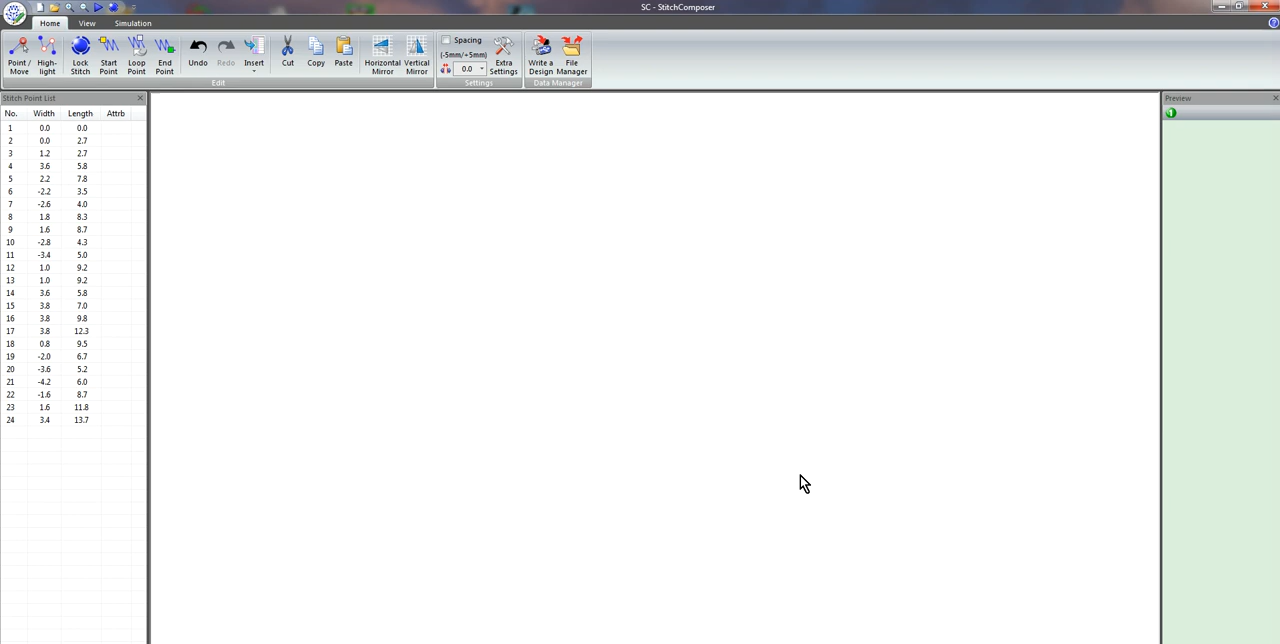 SC - StitchComposer
Home View Simulation
Point / Move
High-light
Lock Stitch
Start Point
Loop Point
End Point
Undo
Redo
Insert
Cut
Copy
Paste
Horizontal Mirror
Vertical Mirror
Spacing
(-5mm/+5mm)
0.0
Extra Settings
Write a Design
File Manager
Edit
Settings
Data Manager
Stitch Point List
Preview
No. Width Length Attrb
1 0.0 0.0
2 0.0 2.7
3 1.2 2.7
4 3.6 5.8
5 2.2 7.8
6 -2.2 3.5
7 -2.6 4.0
8 1.8 8.3
9 1.6 8.7
10 -2.8 4.3
11 -3.4 5.0
12 1.0 9.2
13 1.0 9.2
14 3.6 5.8
15 3.8 7.0
16 3.8 9.8
17 3.8 12.3
18 0.8 9.5
19 -2.0 6.7
20 -3.6 5.2
21 -4.2 6.0
22 -1.6 8.7
23 1.6 11.8
24 3.4 13.7